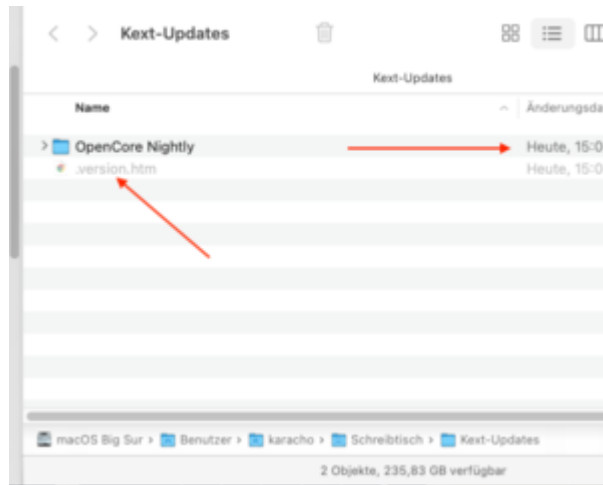 Kext-Updates
Kext-Updates
Name Änderungsda
OpenCore Nightly Heute, 15:0
.version.htm Heute, 15:0
macOS Big Sur › Benutzer › karacho › Schreibtisch › Kext-Updates
2 Objekte, 235,83 GB verfügbar